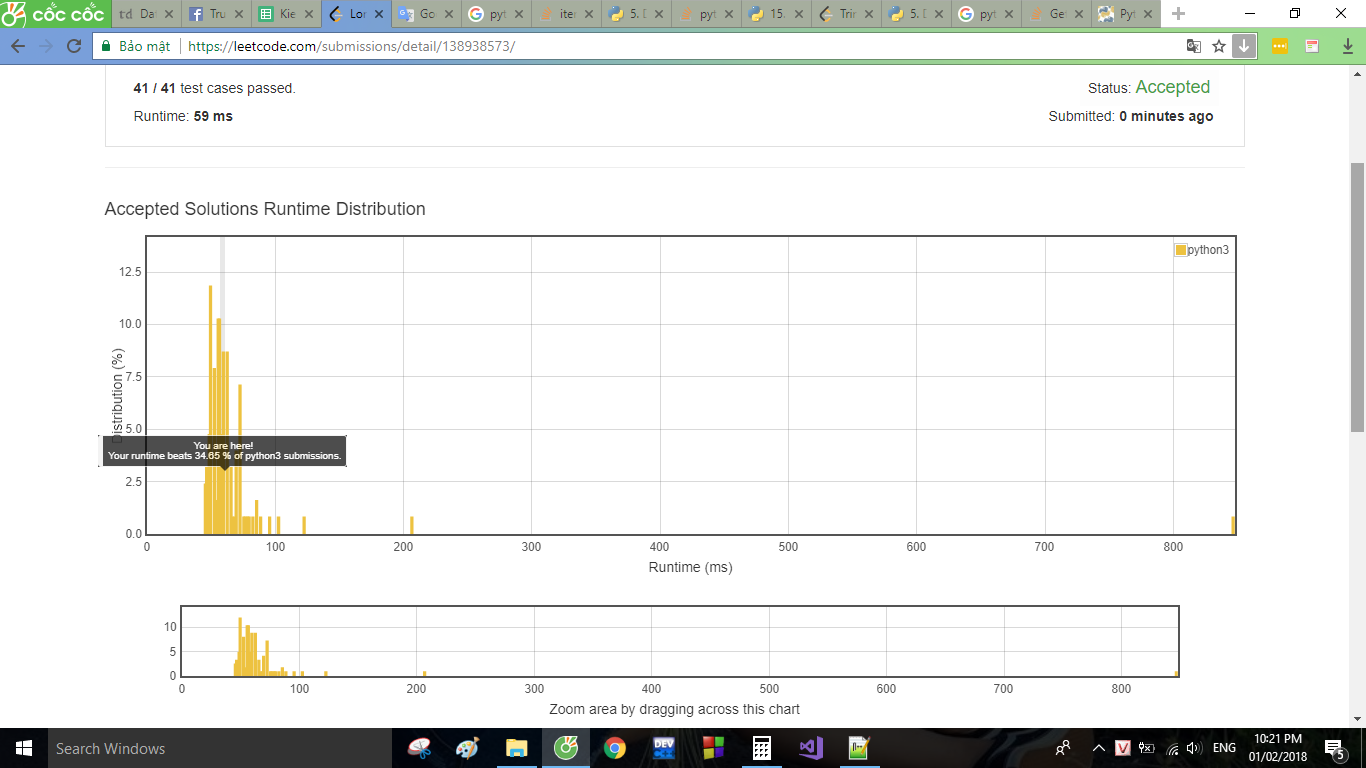 cốc cốc
Dat
Tru
Kie
Lor
Go
pyt
iter
5. D
pyt
15.
Trir
5. D
pyt
Get
Pyt
Bảo mật
https://leetcode.com/submissions/detail/138938573/
41 / 41 test cases passed.
Status: Accepted
Runtime: 59 ms
Submitted: 0 minutes ago
Accepted Solutions Runtime Distribution
python3
12.5
10.0
7.5
5.0
2.5
0.0
Distribution (%)
You are here!
Your runtime beats 34.65 % of python3 submissions.
0 100 200 300 400 500 600 700 800
Runtime (ms)
10
5
0
0 100 200 300 400 500 600 700 800
Zoom area by dragging across this chart
Search Windows
DEV
V
ENG
10:21 PM
01/02/2018
5